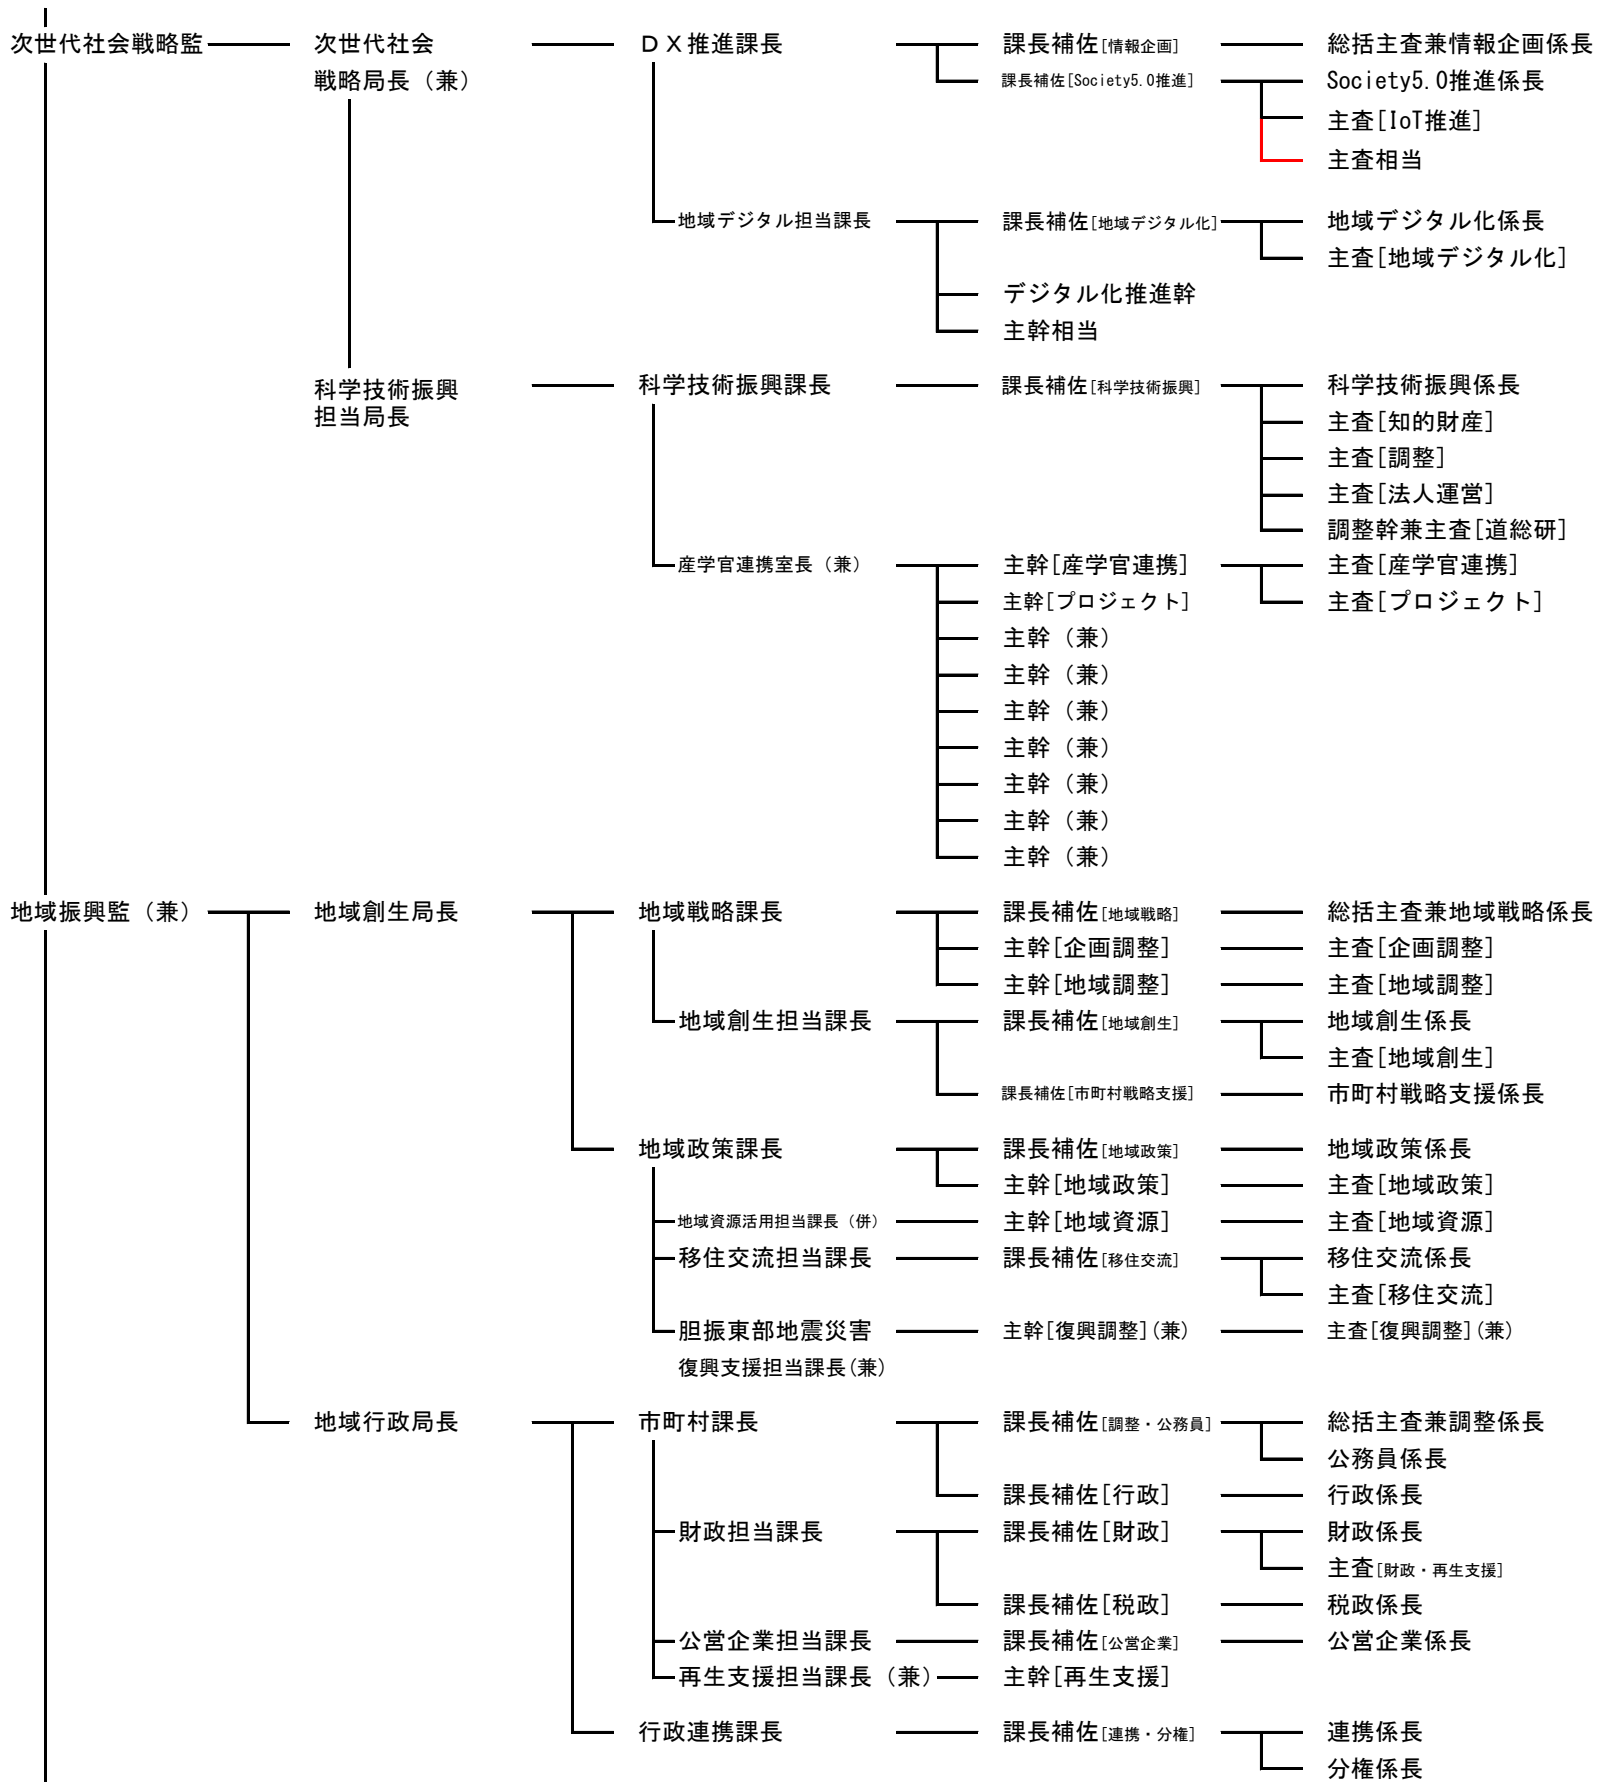 次世代社会戦略監 次世代社会 ＤＸ推進課長 課長補佐[情報企画] 総括主査兼情報企画係長
戦略局長（兼） 課長補佐[Society5.0推進] Society5.0推進係長
主査[IoT推進]
主査相当
地域デジタル担当課長 課長補佐[地域デジタル化] 地域デジタル化係長
主査[地域デジタル化]
デジタル化推進幹
主幹相当
科学技術振興 科学技術振興課長 課長補佐[科学技術振興] 科学技術振興係長
担当局長 主査[知的財産]
主査[調整]
主査[法人運営]
調整幹兼主査[道総研]
産学官連携室長（兼） 主幹[産学官連携] 主査[産学官連携]
主幹[プロジェクト] 主査[プロジェクト]
主幹（兼）
主幹（兼）
主幹（兼）
主幹（兼）
主幹（兼）
主幹（兼）
主幹（兼）
地域振興監（兼） 地域創生局長 地域戦略課長 課長補佐[地域戦略] 総括主査兼地域戦略係長
主幹[企画調整] 主査[企画調整]
主幹[地域調整] 主査[地域調整]
地域創生担当課長 課長補佐[地域創生] 地域創生係長
主査[地域創生]
課長補佐[市町村戦略支援] 市町村戦略支援係長
地域政策課長 課長補佐[地域政策] 地域政策係長
主幹[地域政策] 主査[地域政策]
地域資源活用担当課長（併） 主幹[地域資源] 主査[地域資源]
移住交流担当課長 課長補佐[移住交流] 移住交流係長
主査[移住交流]
胆振東部地震災害 主幹[復興調整](兼) 主査[復興調整](兼)
復興支援担当課長(兼)
地域行政局長 市町村課長 課長補佐[調整・公務員] 総括主査兼調整係長
公務員係長
課長補佐[行政] 行政係長
財政担当課長 課長補佐[財政] 財政係長
主査[財政・再生支援]
課長補佐[税政] 税政係長
公営企業担当課長 課長補佐[公営企業] 公営企業係長
再生支援担当課長（兼） 主幹[再生支援]
行政連携課長 課長補佐[連携・分権] 連携係長
分権係長